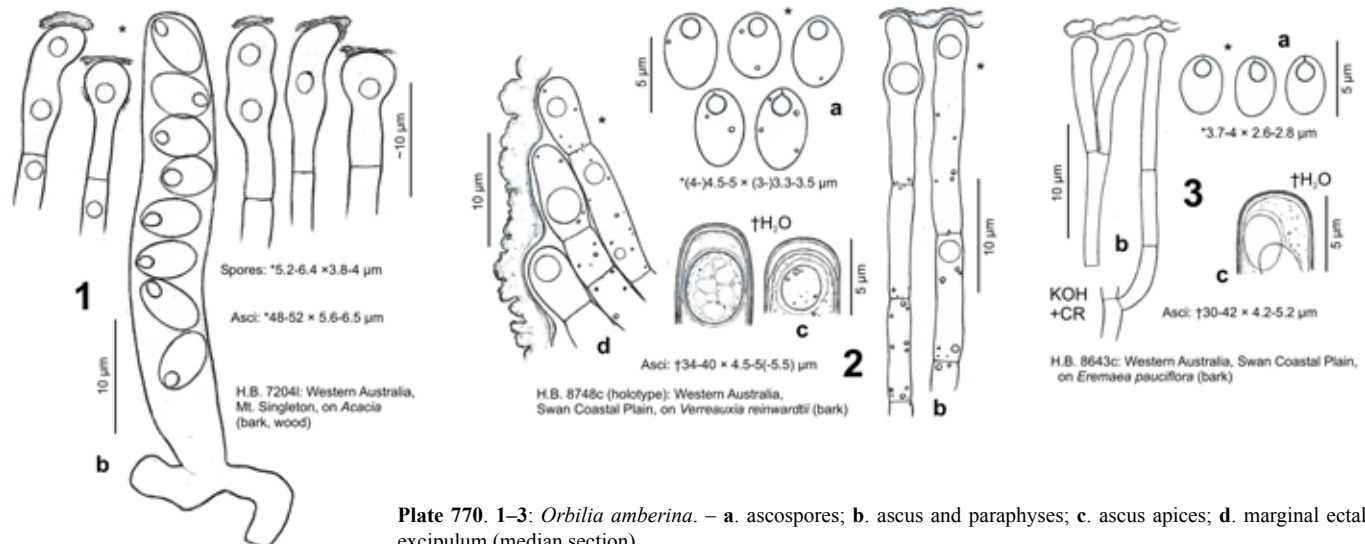 *
~10 µm
Spores: *5.2-6.4 ×3.8-4 µm
1
Asci: *48-52 × 5.6-6.5 µm
10 µm
H.B. 7204l: Western Australia,
Mt. Singleton, on Acacia
(bark, wood)
b
*
5 µm
a
*
10 µm
*(4-)4.5-5 × (3-)3.3-3.5 µm
†H₂O
5 µm
c
d
Asci: †34-40 × 4.5-5(-5.5) µm
2
H.B. 8748c (holotype): Western Australia,
Swan Coastal Plain, on Verreauxia reinwardtii (bark)
*
10 µm
b
*
a
5 µm
*3.7-4 × 2.6-2.8 µm
10 µm
3
†H₂O
b
5 µm
c
KOH
+CR
Asci: †30-42 × 4.2-5.2 µm
H.B. 8643c: Western Australia, Swan Coastal Plain,
on Eremaea pauciflora (bark)
Plate 770. 1–3: Orbilia amberina. – a. ascospores; b. ascus and paraphyses; c. ascus apices; d. marginal ectal
excipulum (median section).